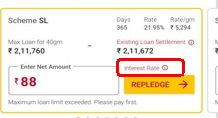 Scheme SL
Days Rate Rate/gm
365 21.95% ₹ 5,294
Max Loan for 40gm
₹ 2,11,760
–
Existing Loan Settlement
₹ 2,11,672
Enter Net Amount
₹ 88
Interest Rate
REPLEDGE →
Maximum loan limit exceeded. Please pay first.